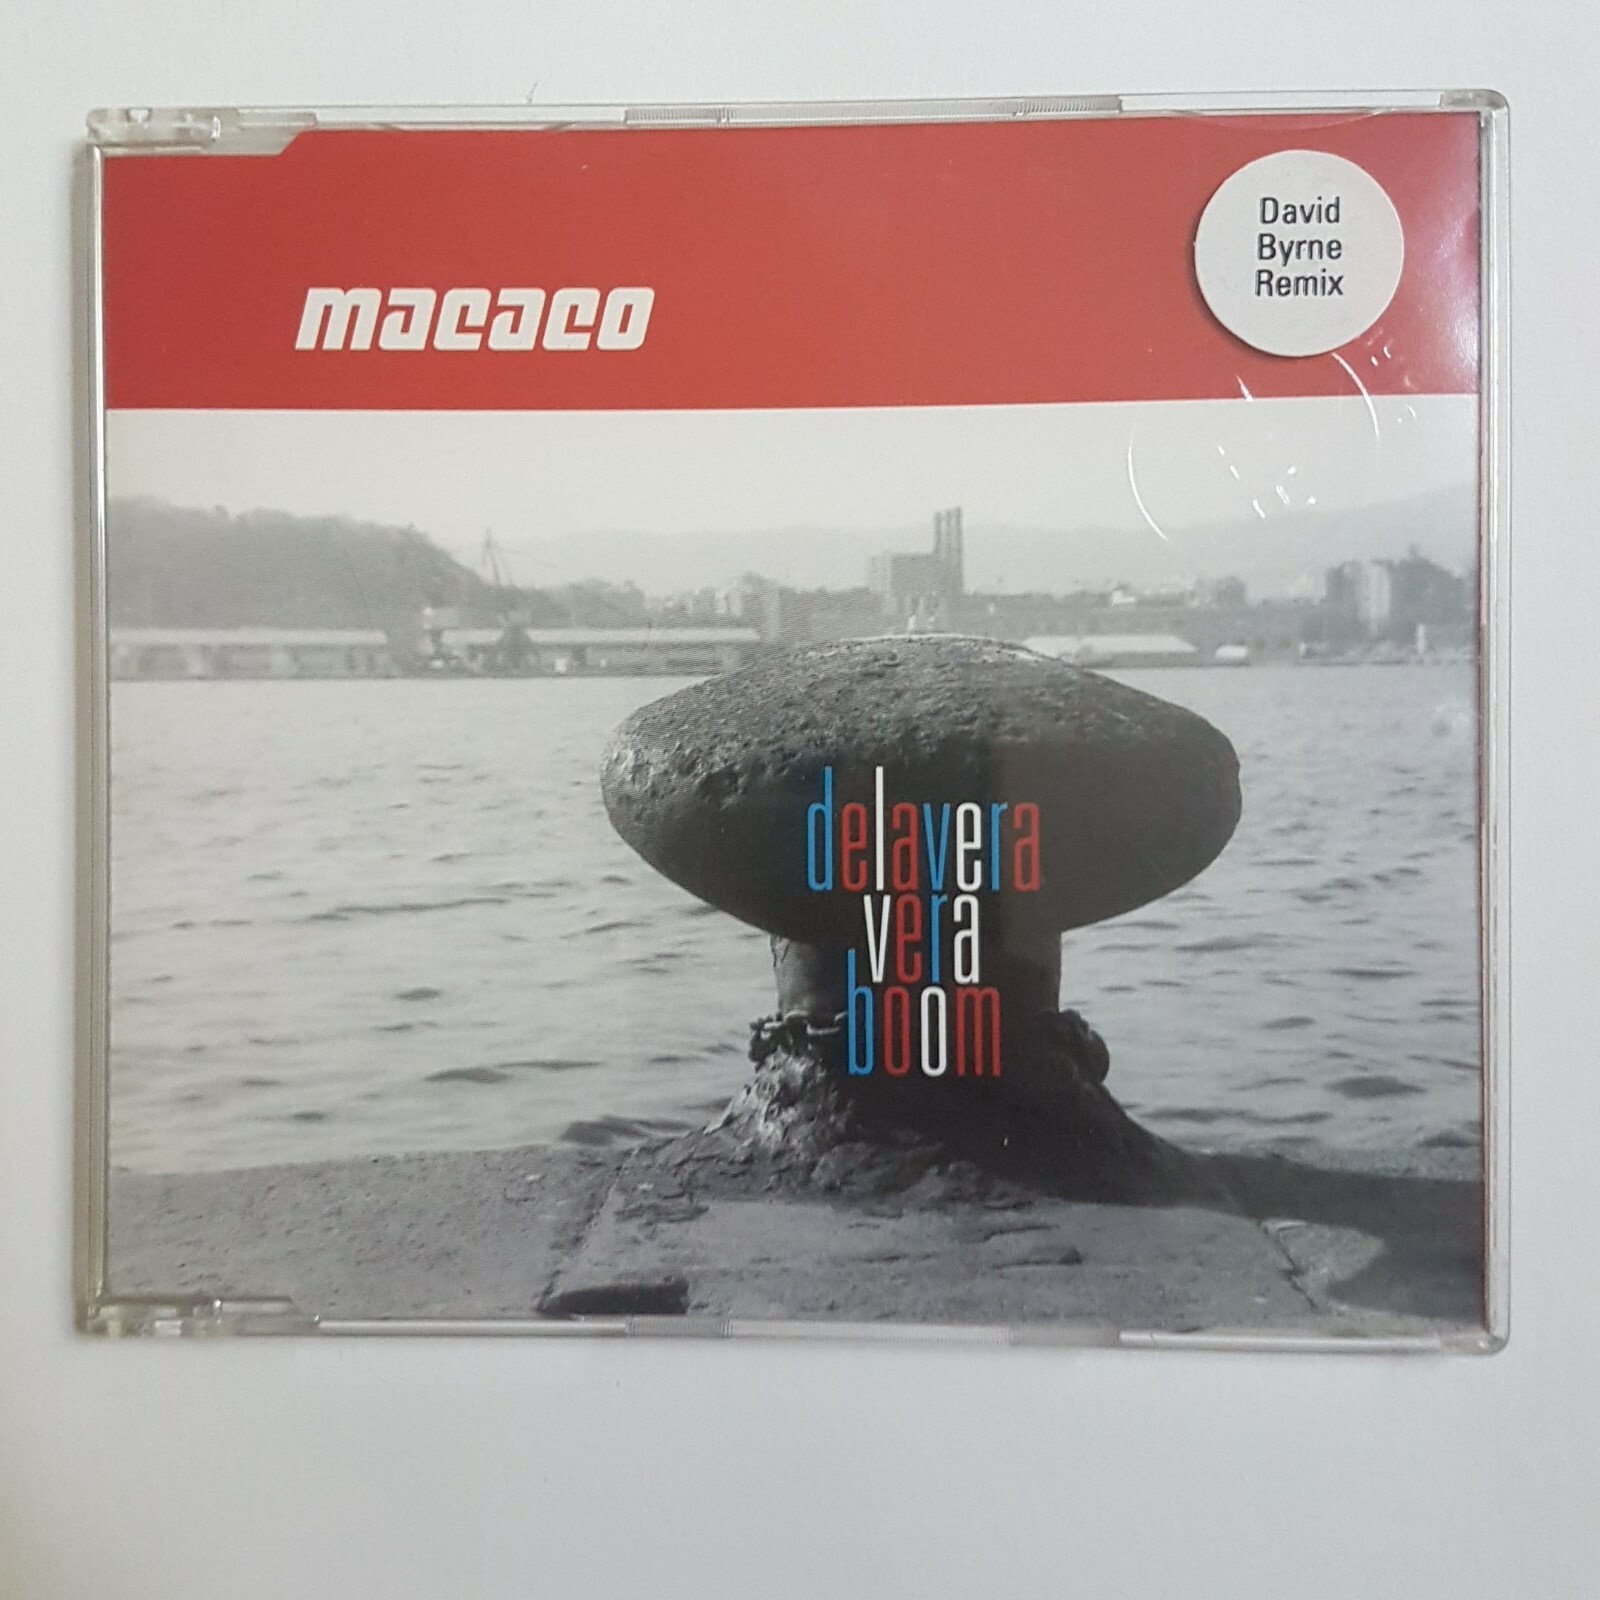 macaco
David
Byrne
Remix
delavera
vera
boom